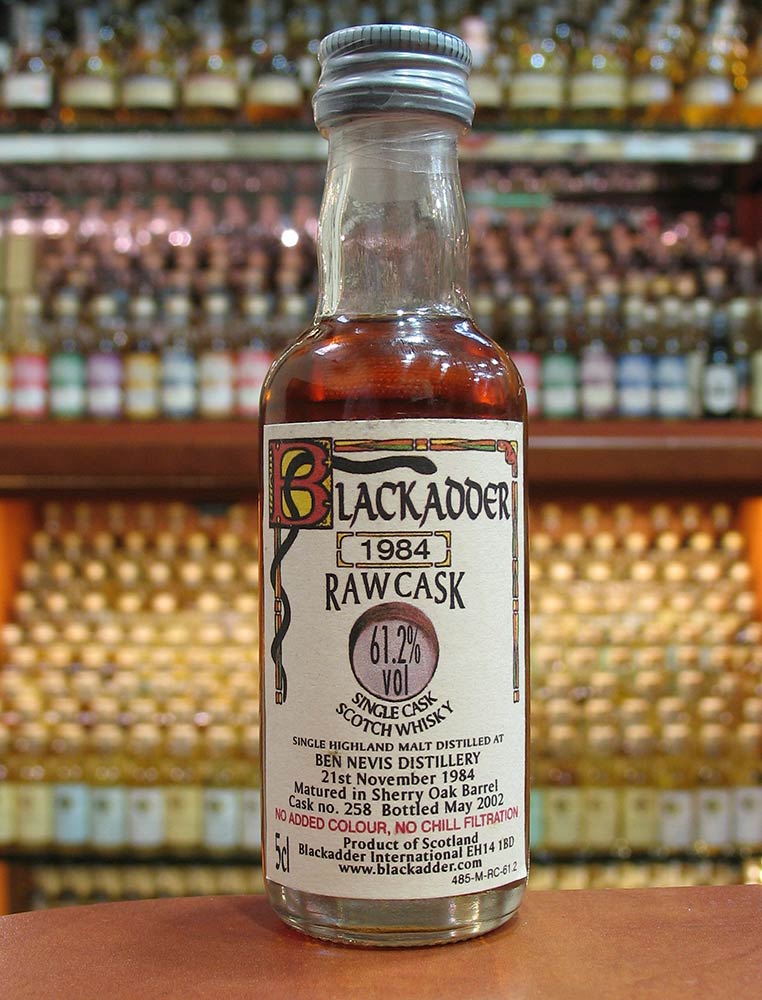 BLACKADDER
1984
RAW CASK
61.2%
vol
SINGLE CASK
SCOTCH WHISKY
SINGLE HIGHLAND MALT DISTILLED AT
BEN NEVIS DISTILLERY
21st November 1984
Matured in Sherry Oak Barrel
Cask no. 258 Bottled May 2002
NO ADDED COLOUR, NO CHILL FILTRATION
Product of Scotland
5cl Blackadder International EH14 1BD
www.blackadder.com
485-M-RC-61.2